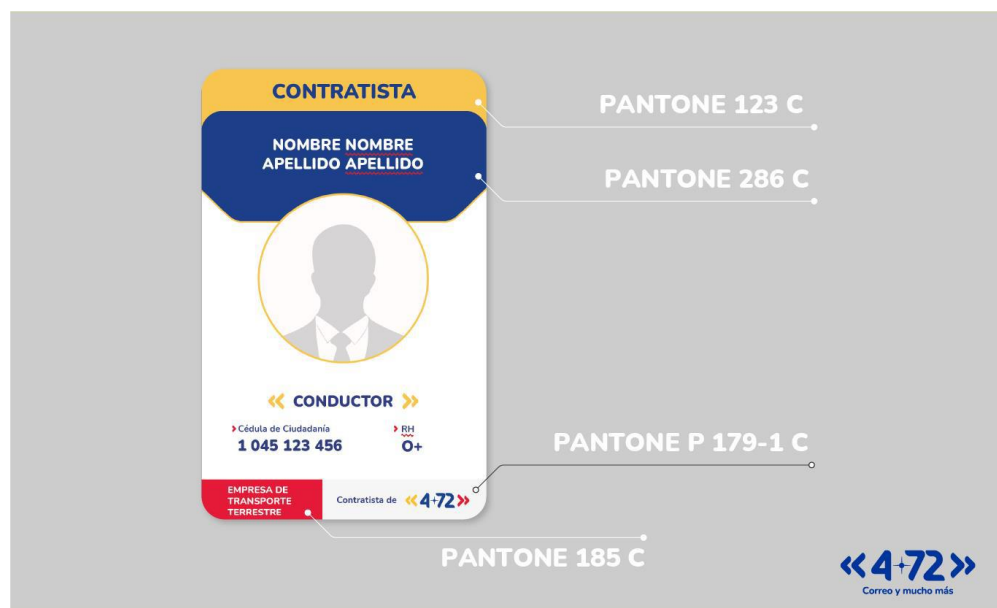 CONTRATISTA
NOMBRE NOMBRE
APELLIDO APELLIDO
CONDUCTOR
Cédula de Ciudadanía
1 045 123 456
RH
O+
EMPRESA DE
TRANSPORTE
TERRESTRE
Contratista de «4+72»
PANTONE 123 C
PANTONE 286 C
PANTONE P 179-1 C
PANTONE 185 C
«4+72»
Correo y mucho más